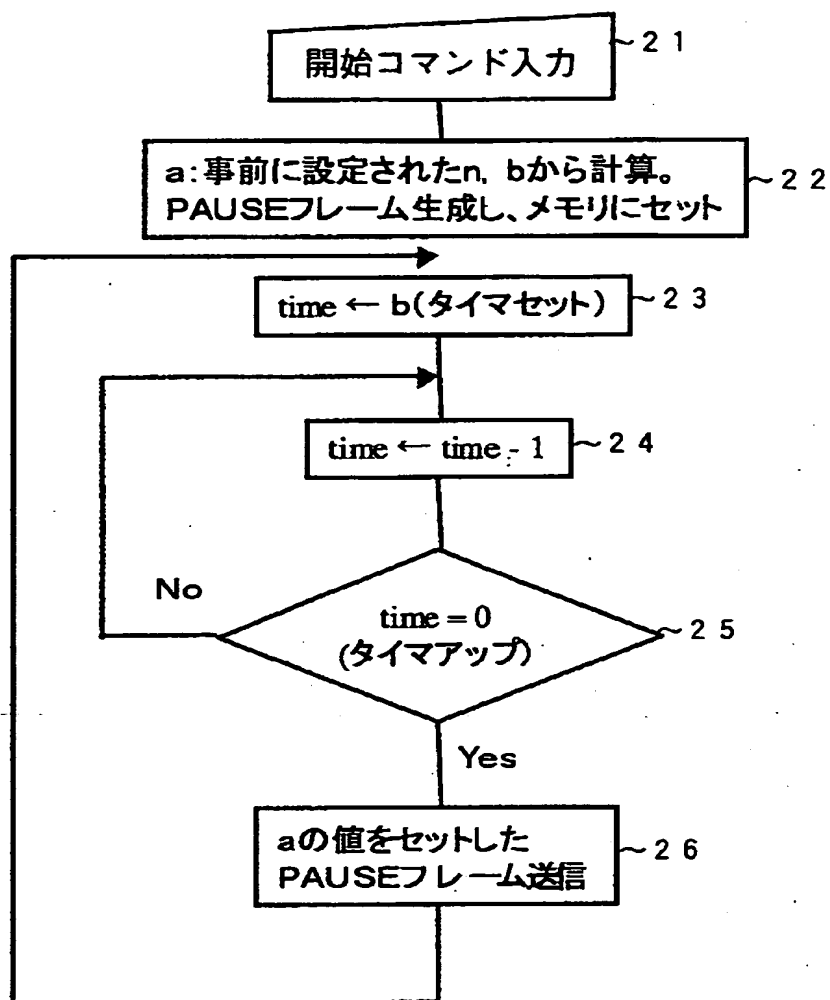 開始コマンド入力
~21
a:事前に設定されたn, bから計算。
PAUSEフレーム生成し、メモリにセット
~22
time ← b(タイマセット)
~23
time ← time - 1
~24
No
time = 0
(タイマアップ)
~25
Yes
aの値をセットした
PAUSEフレーム送信
~26